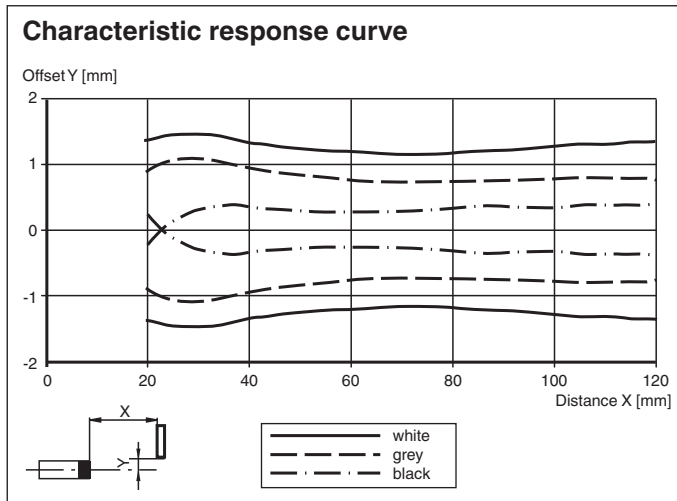 Characteristic response curve
Offset Y [mm]
2
1
0
-1
-2
0 20 40 60 80 100 120
Distance X [mm]
X
Y
white
grey
black